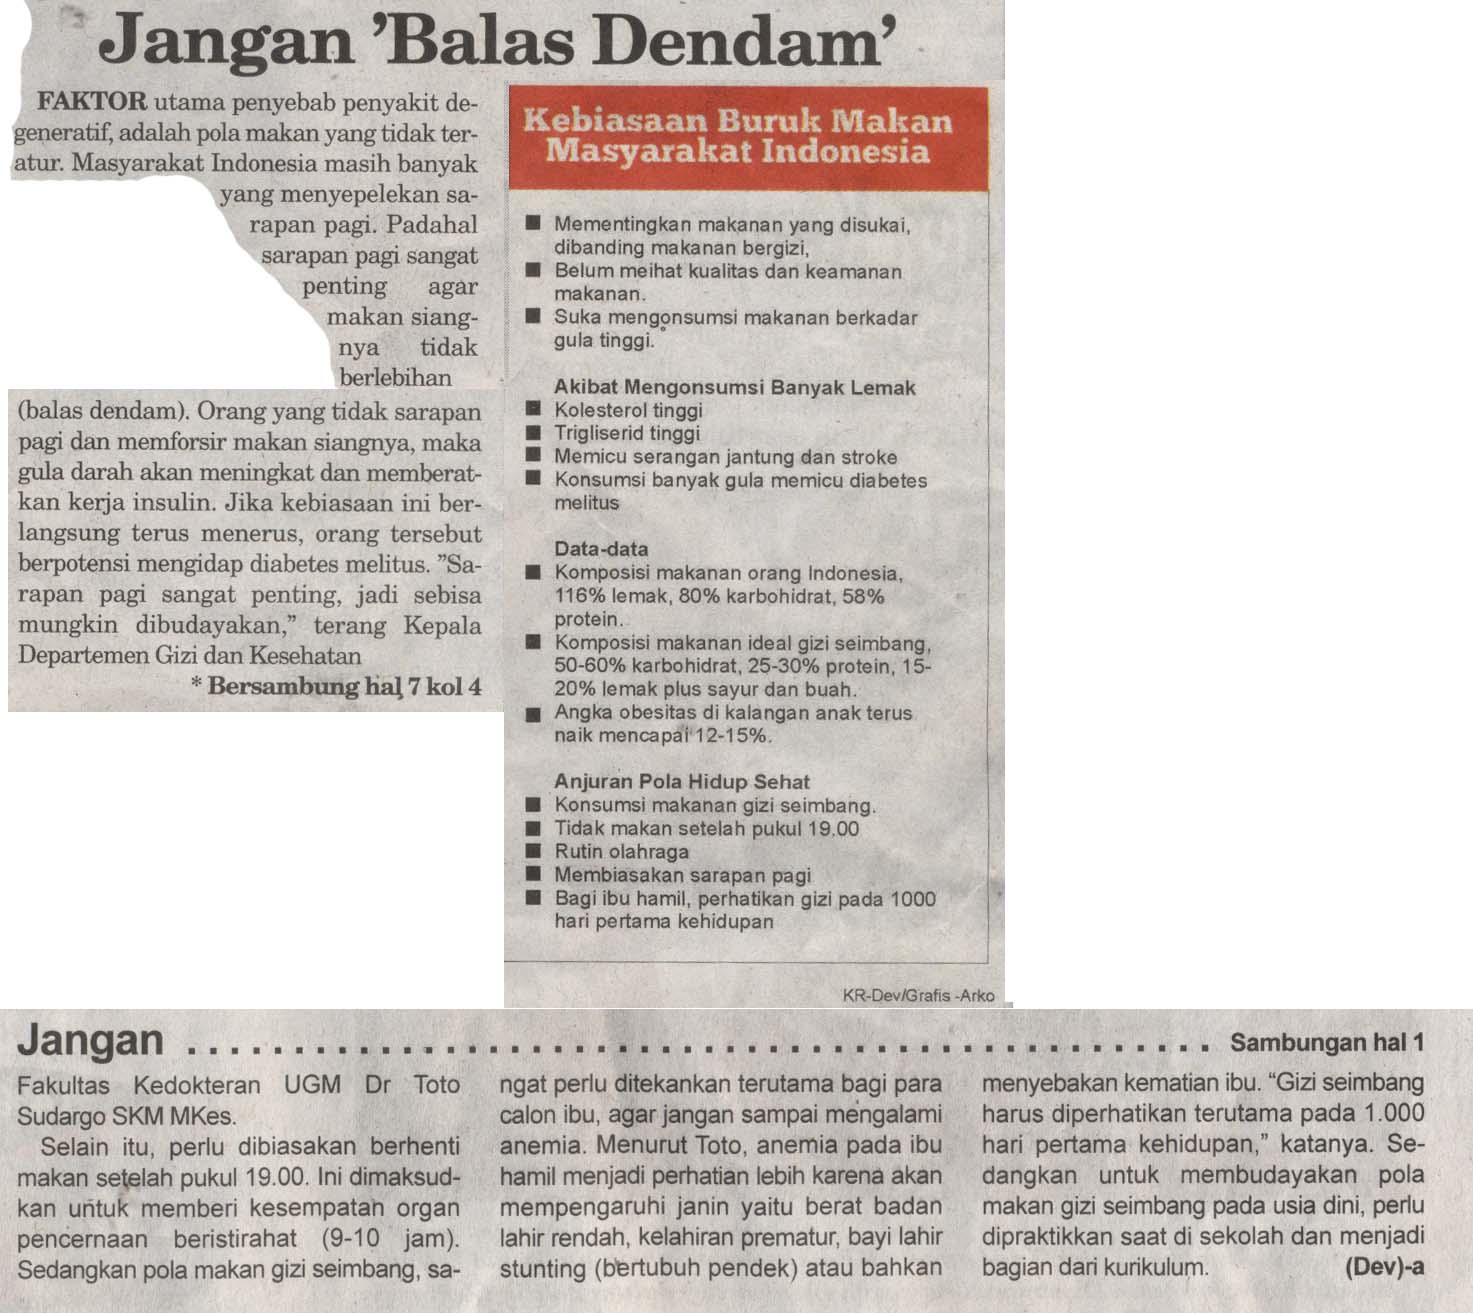 Jangan ’Balas Dendam’
FAKTOR utama penyebab penyakit de-
generatif, adalah pola makan yang tidak ter-
atur. Masyarakat Indonesia masih banyak
yang menyepelekan sa-
rapan pagi. Padahal
sarapan pagi sangat
penting agar
makan siang-
nya tidak
berlebihan
(balas dendam). Orang yang tidak sarapan
pagi dan memforsir makan siangnya, maka
gula darah akan meningkat dan memberat-
kan kerja insulin. Jika kebiasaan ini ber-
langsung terus menerus, orang tersebut
berpotensi mengidap diabetes melitus. ”Sa-
rapan pagi sangat penting, jadi sebisa
mungkin dibudayakan,” terang Kepala
Departemen Gizi dan Kesehatan
* Bersambung hal 7 kol 4
Kebiasaan Buruk Makan
Masyarakat Indonesia
■ Mementingkan makanan yang disukai,
dibanding makanan bergizi,
■ Belum meihat kualitas dan keamanan
makanan.
■ Suka mengonsumsi makanan berkadar
gula tinggi.
Akibat Mengonsumsi Banyak Lemak
■ Kolesterol tinggi
■ Trigliserid tinggi
■ Memicu serangan jantung dan stroke
■ Konsumsi banyak gula memicu diabetes
melitus
Data-data
■ Komposisi makanan orang Indonesia,
116% lemak, 80% karbohidrat, 58%
protein.
■ Komposisi makanan ideal gizi seimbang,
50-60% karbohidrat, 25-30% protein, 15-
20% lemak plus sayur dan buah.
■ Angka obesitas di kalangan anak terus
naik mencapai 12-15%.
Anjuran Pola Hidup Sehat
■ Konsumsi makanan gizi seimbang.
■ Tidak makan setelah pukul 19.00
■ Rutin olahraga
■ Membiasakan sarapan pagi
■ Bagi ibu hamil, perhatikan gizi pada 1000
hari pertama kehidupan
KR-Dev/Grafis -Arko
Jangan . . . . . . . . . . . . . . . . . . . . . . . . . . . . . . . . . . . . . . . . . . . . . . . . Sambungan hal 1
Fakultas Kedokteran UGM Dr Toto
Sudargo SKM MKes.
Selain itu, perlu dibiasakan berhenti
makan setelah pukul 19.00. Ini dimaksud-
kan untuk memberi kesempatan organ
pencernaan beristirahat (9-10 jam).
Sedangkan pola makan gizi seimbang, sa-
ngat perlu ditekankan terutama bagi para
calon ibu, agar jangan sampai mengalami
anemia. Menurut Toto, anemia pada ibu
hamil menjadi perhatian lebih karena akan
mempengaruhi janin yaitu berat badan
lahir rendah, kelahiran prematur, bayi lahir
stunting (bertubuh pendek) atau bahkan
menyebakan kematian ibu. “Gizi seimbang
harus diperhatikan terutama pada 1.000
hari pertama kehidupan,” katanya. Se-
dangkan untuk membudayakan pola
makan gizi seimbang pada usia dini, perlu
dipraktikkan saat di sekolah dan menjadi
bagian dari kurikulum. (Dev)-a